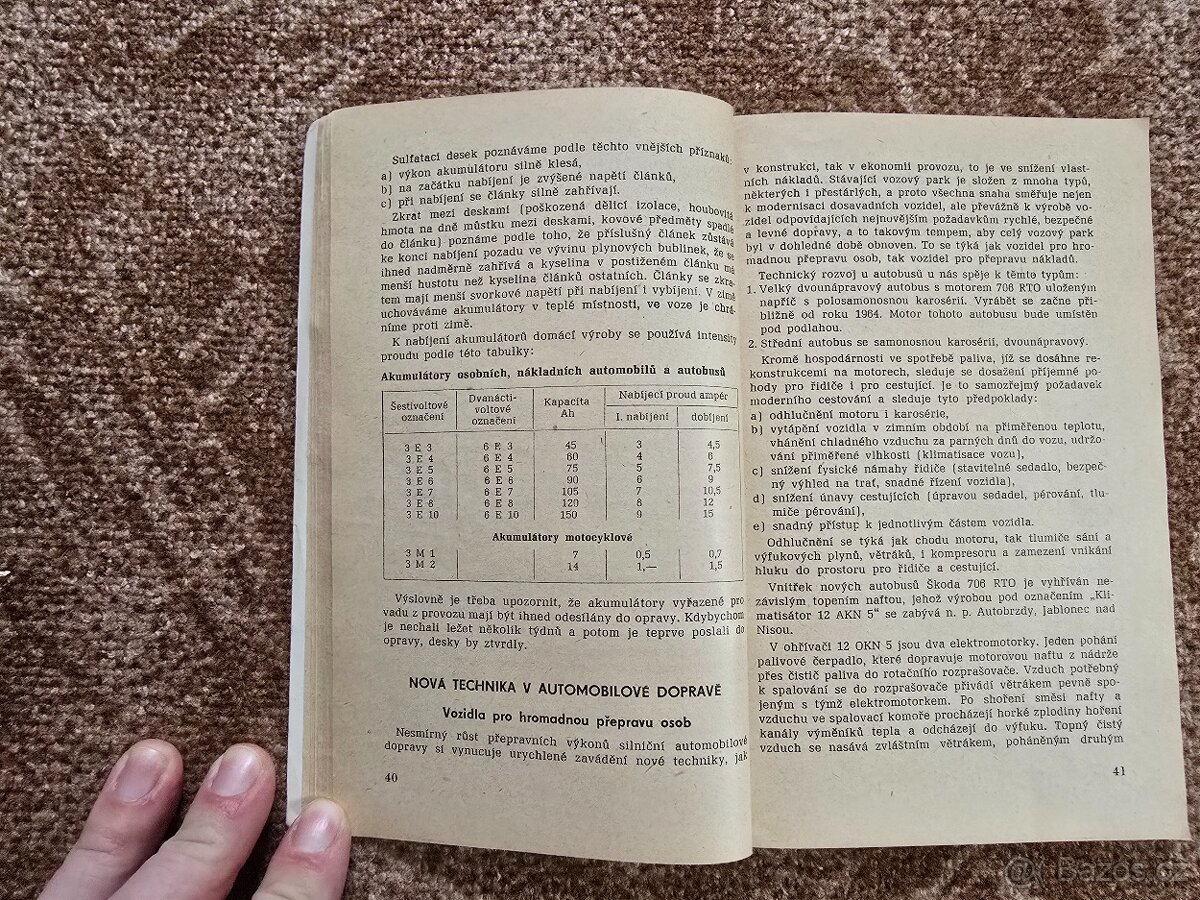 Sulfataci desek poznáváme podle těchto vnějších příznaků:
a) výkon akumulátoru silně klesá,
b) na začátku nabíjení je zvýšené napětí článků,
c) při nabíjení se články silně zahřívají.
Zkrat mezi deskami (poškozená dělicí izolace, houbovitá
hmota na dně můstku mezi deskami, kovové předměty spadlé
do článku) poznáme podle toho, že příslušný článek zůstává
ke konci nabíjení pozadu ve vývinu plynových bublinek, že se
ihned nadměrně zahřívá a kyselina v postiženém článku má
menší hustotu než kyselina článků ostatních. Články se zkra-
tem mají menší svorkové napětí při nabíjení i vybíjení. V zimě
uchováváme akumulátory v teplé místnosti, ve voze je chrá-
níme proti zimě.
K nabíjení akumulátorů domácí výroby se používá intensity
proudu podle této tabulky:
Akumulátory osobních, nákladních automobilů a autobusů
Šestivoltové označení Dvanácti-voltové označení Kapacita Ah Nabíjecí proud ampér
I. nabíjení dobíjení
3 E 3 6 E 3 45 3 4,5
3 E 4 6 E 4 60 4 6
3 E 5 6 E 5 75 5 7,5
3 E 6 6 E 6 90 6 9
3 E 7 6 E 7 105 7 10,5
3 E 8 6 E 8 120 8 12
3 E 10 6 E 10 150 9 15
Akumulátory motocyklové
3 M 1 7 0,5 0,7
3 M 2 14 1,— 1,5
Výslovně je třeba upozornit, že akumulátory vyřazené pro
vadu z provozu mají být ihned odesílány do opravy. Kdybychom
je nechali ležet několik týdnů a potom je teprve poslali do
opravy, desky by ztvrdly.
NOVÁ TECHNIKA V AUTOMOBILOVÉ DOPRAVĚ
Vozidla pro hromadnou přepravu osob
Nesmírný růst přepravních výkonů silniční automobilové
dopravy si vynucuje urychlené zavádění nové techniky, jak
40
v konstrukci, tak v ekonomii provozu, to je ve snížení vlast-
ních nákladů. Stávající vozový park je složen z mnoha typů,
některých i přestárlých, a proto všechna snaha směřuje nejen
k modernisaci dosavadních vozidel, ale převážně k výrobě vo-
zidel odpovídajících nejnovějším požadavkům rychlé, bezpečné
a levné dopravy, a to takovým tempem, aby celý vozový park
byl v dohledné době obnoven. To se týká jak vozidel pro hro-
madnou přepravu osob, tak vozidel pro přepravu nákladů.
Technický rozvoj u autobusů u nás spěje k těmto typům:
1. Velký dvounápravový autobus s motorem 706 RTO uloženým
napříč s polosamonosnou karosérií. Vyrábět se začne při-
bližně od roku 1964. Motor tohoto autobusu bude umístěn
pod podlahou.
2. Střední autobus se samonosnou karosérií, dvounápravový.
Kromě hospodárnosti ve spotřebě paliva, jíž se dosáhne re-
konstrukcemi na motorech, sleduje se dosažení příjemné po-
hody pro řidiče i pro cestující. Je to samozřejmý požadavek
moderního cestování a sleduje tyto předpoklady:
a) odhlučnění motoru i karosérie,
b) vytápění vozidla v zimním období na přiměřenou teplotu,
vhánění chladného vzduchu za parných dnů do vozu, udržo-
vání přiměřené vlhkosti (klimatisace vozu),
c) snížení fysické námahy řidiče (stavitelné sedadlo, bezpeč-
ný výhled na trať, snadné řízení vozidla),
d) snížení únavy cestujících (úpravou sedadel, pérování, tlu-
miče pérování),
e) snadný přístup k jednotlivým částem vozidla.
Odhlučnění se týká jak chodu motoru, tak tlumiče sání a
výfukových plynů, větráků, i kompresoru a zamezení vnikání
hluku do prostoru pro řidiče a cestující.
Vnitřek nových autobusů Škoda 706 RTO je vyhříván ne-
závislým topením naftou, jehož výrobou pod označením „Kli-
matisátor 12 AKN 5“ se zabývá n. p. Autobrzdy, Jablonec nad
Nisou.
V ohřívači 12 OKN 5 jsou dva elektromotorky. Jeden pohání
palivové čerpadlo, které dopravuje motorovou naftu z nádrže
přes čistič paliva do rotačního rozprašovače. Vzduch potřebný
k spalování se do rozprašovače přivádí větrákem pevně spo-
jeným s týmž elektromotorkem. Po shoření směsi nafty a
vzduchu ve spalovací komoře procházejí horké zplodiny hoření
kanály výměníků tepla a odcházejí do výfuku. Topný čistý
vzduch se nasává zvláštním větrákem, poháněným druhým
41
Bazos.cz